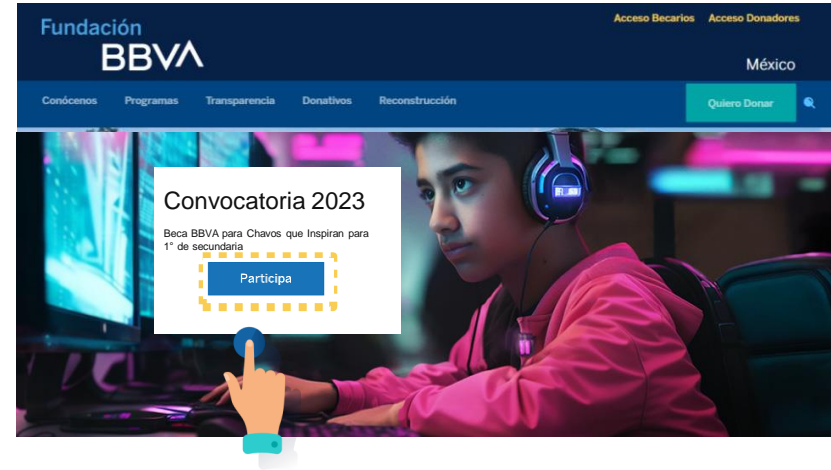 Fundación
BBVA
Acceso Becarios Acceso Donadores
México
Conócenos Programas Transparencia Donativos Reconstrucción Quiero Donar
Convocatoria 2023
Beca BBVA para Chavos que Inspiran para
1° de secundaria
Participa